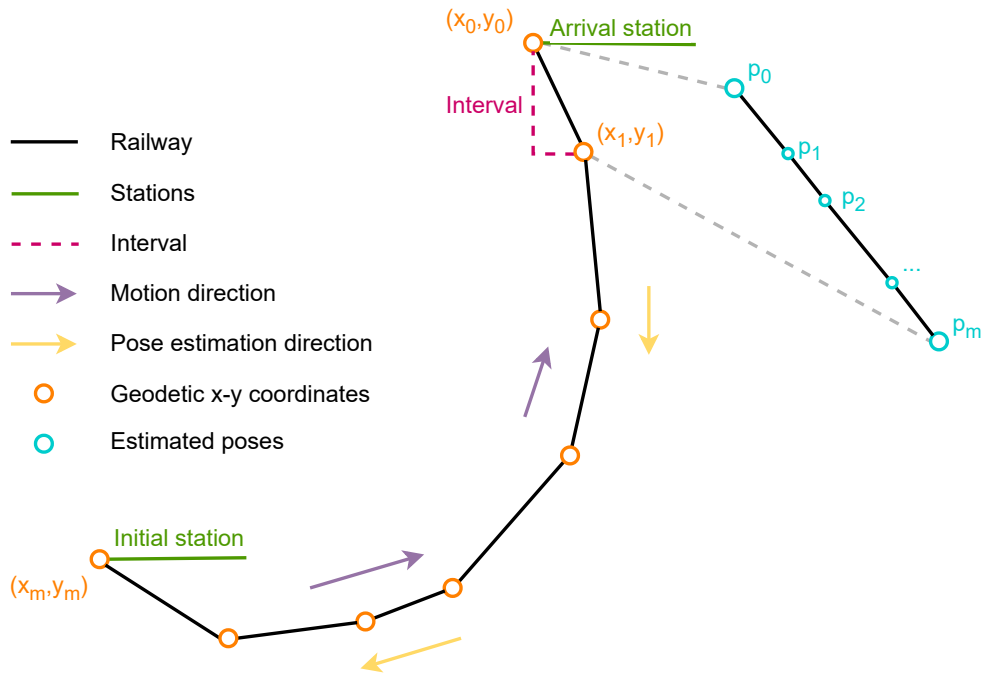 (x0,y0)
Arrival station
p0
Interval
(x1,y1)
p1
p2
...
pm
Railway
Stations
Interval
Motion direction
Pose estimation direction
Geodetic x-y coordinates
Estimated poses
Initial station
(xm,ym)